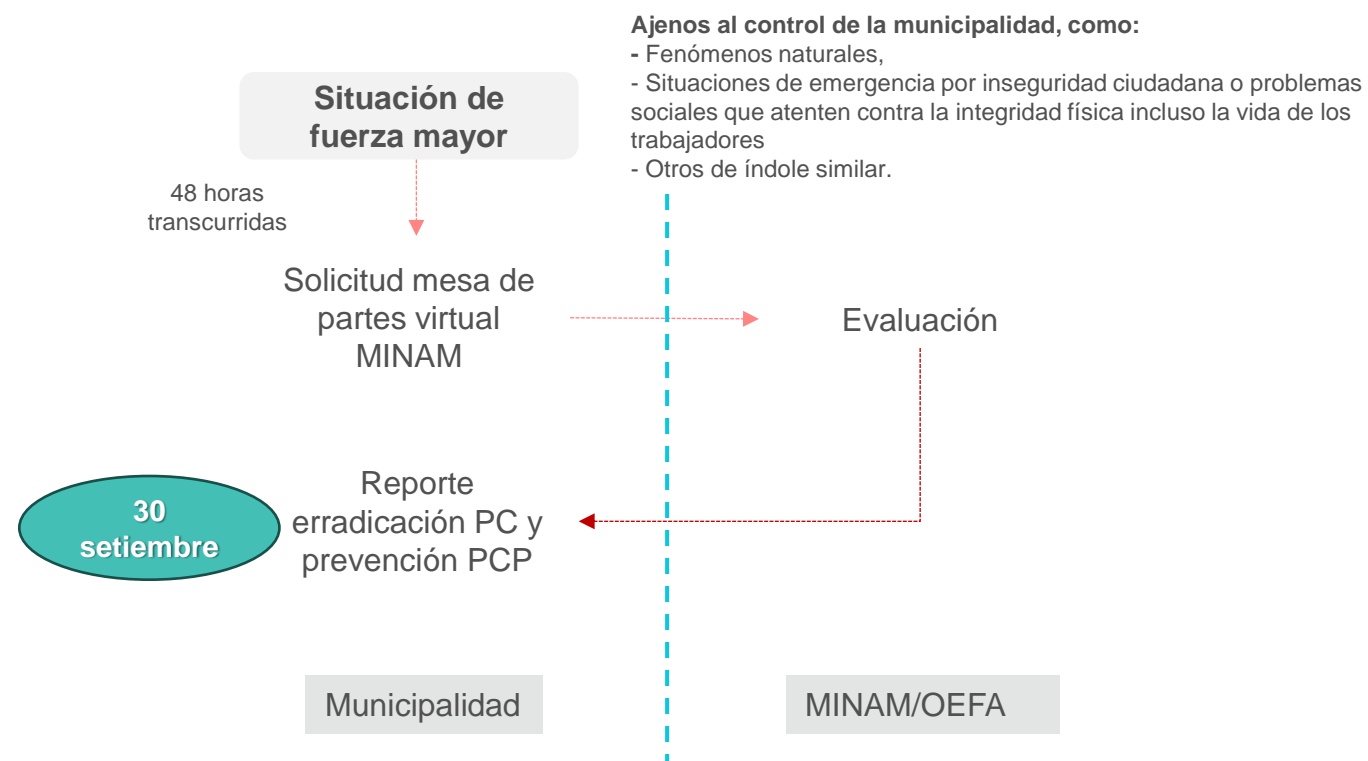 Ajenos al control de la municipalidad, como:
- Fenómenos naturales,
- Situaciones de emergencia por inseguridad ciudadana o problemas
sociales que atenten contra la integridad física incluso la vida de los
trabajadores
- Otros de índole similar.
Situación de
fuerza mayor
48 horas
transcurridas
Solicitud mesa de
partes virtual
MINAM
Evaluación
30
setiembre
Reporte
erradicación PC y
prevención PCP
Municipalidad
MINAM/OEFA